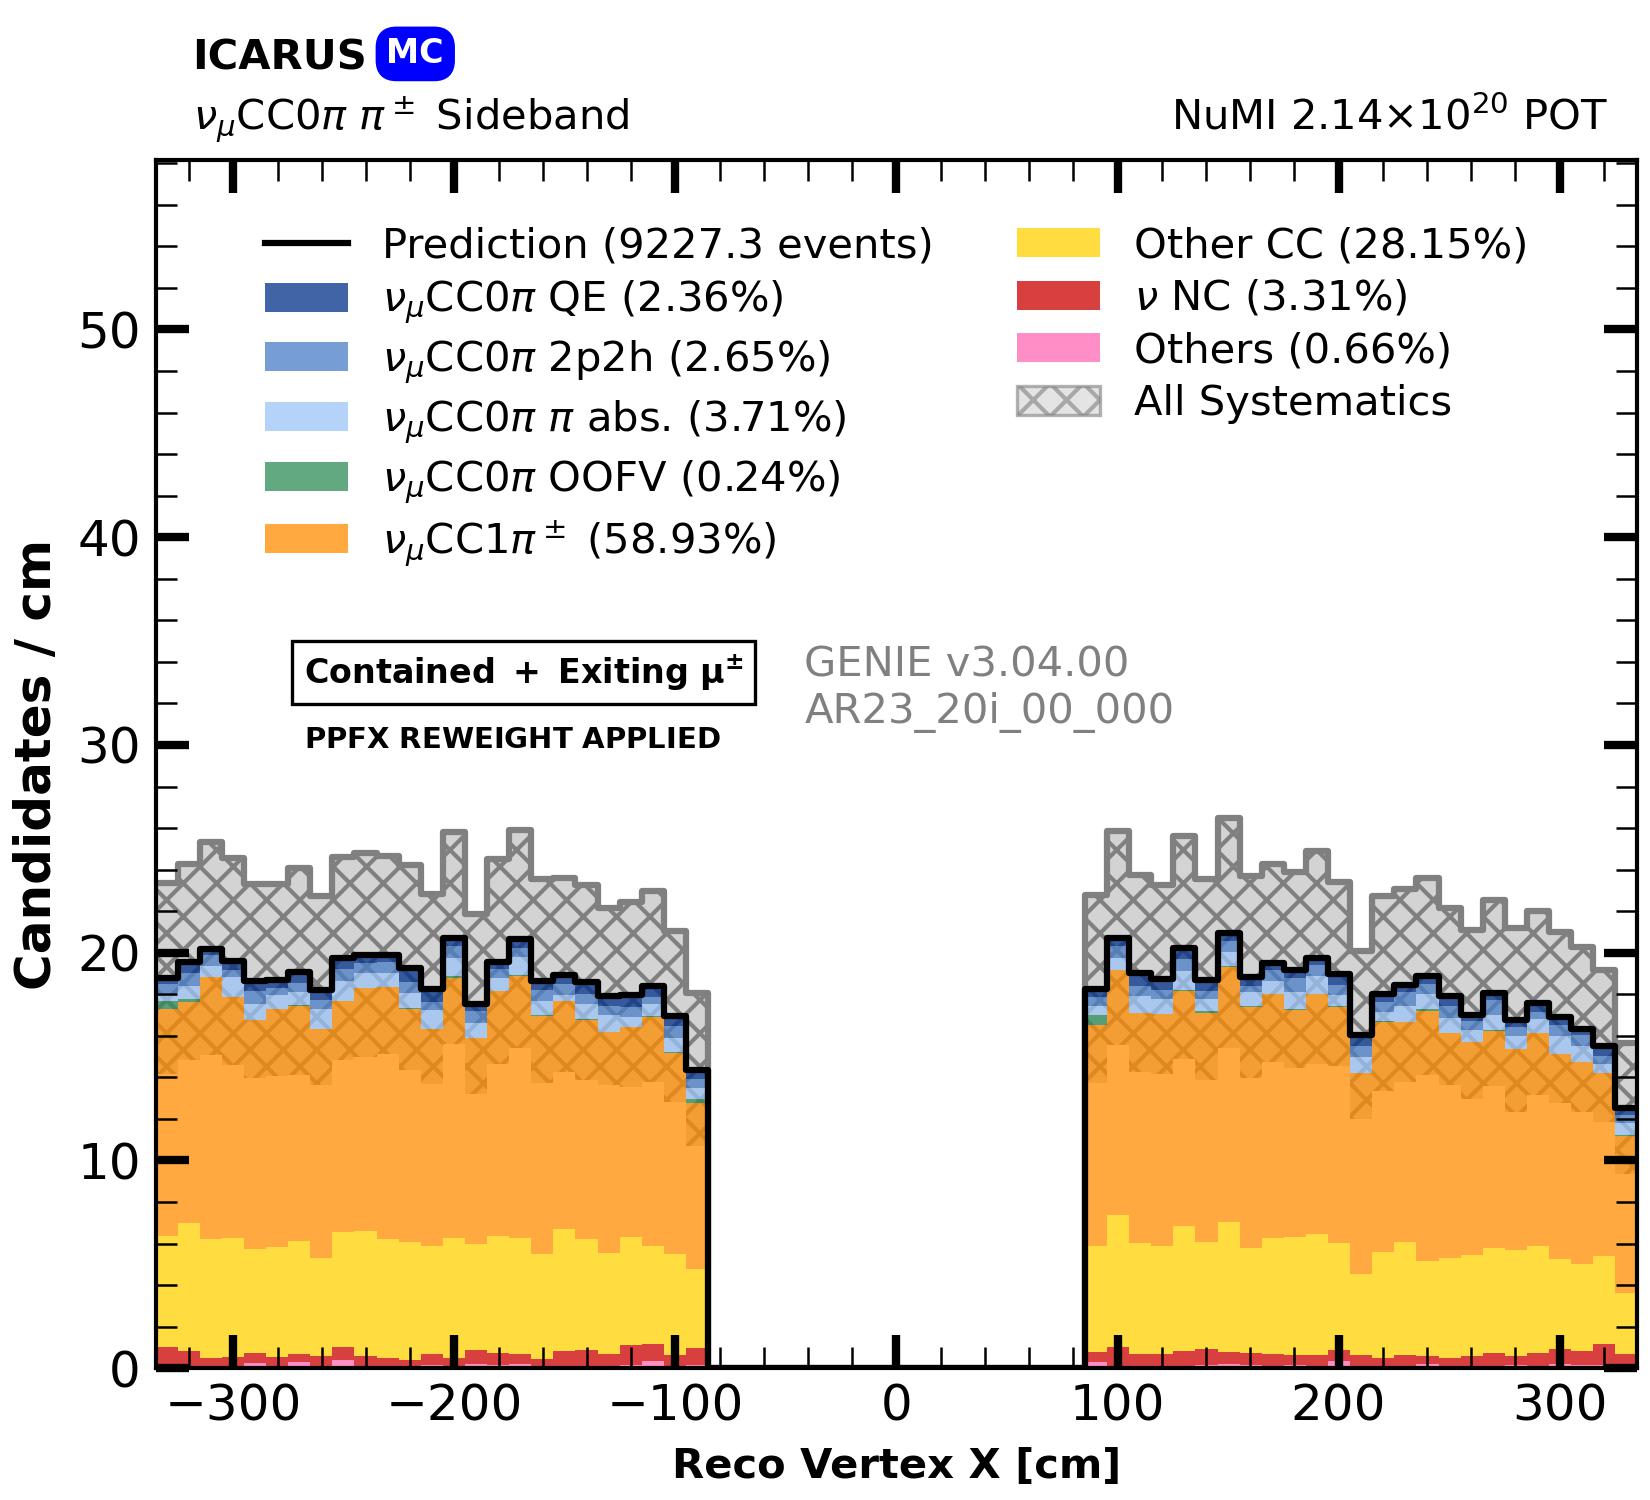 ICARUS MC
νμCC0π π± Sideband
NuMI 2.14×10²⁰ POT
Prediction (9227.3 events)
νμCC0π QE (2.36%)
νμCC0π 2p2h (2.65%)
νμCC0π π abs. (3.71%)
νμCC0π OOFV (0.24%)
νμCC1π± (58.93%)
Other CC (28.15%)
ν NC (3.31%)
Others (0.66%)
All Systematics
Contained + Exiting μ±
PPFX REWEIGHT APPLIED
GENIE v3.04.00
AR23_20i_00_000
Candidates / cm
50
40
30
20
10
0
−300 −200 −100 0 100 200 300
Reco Vertex X [cm]